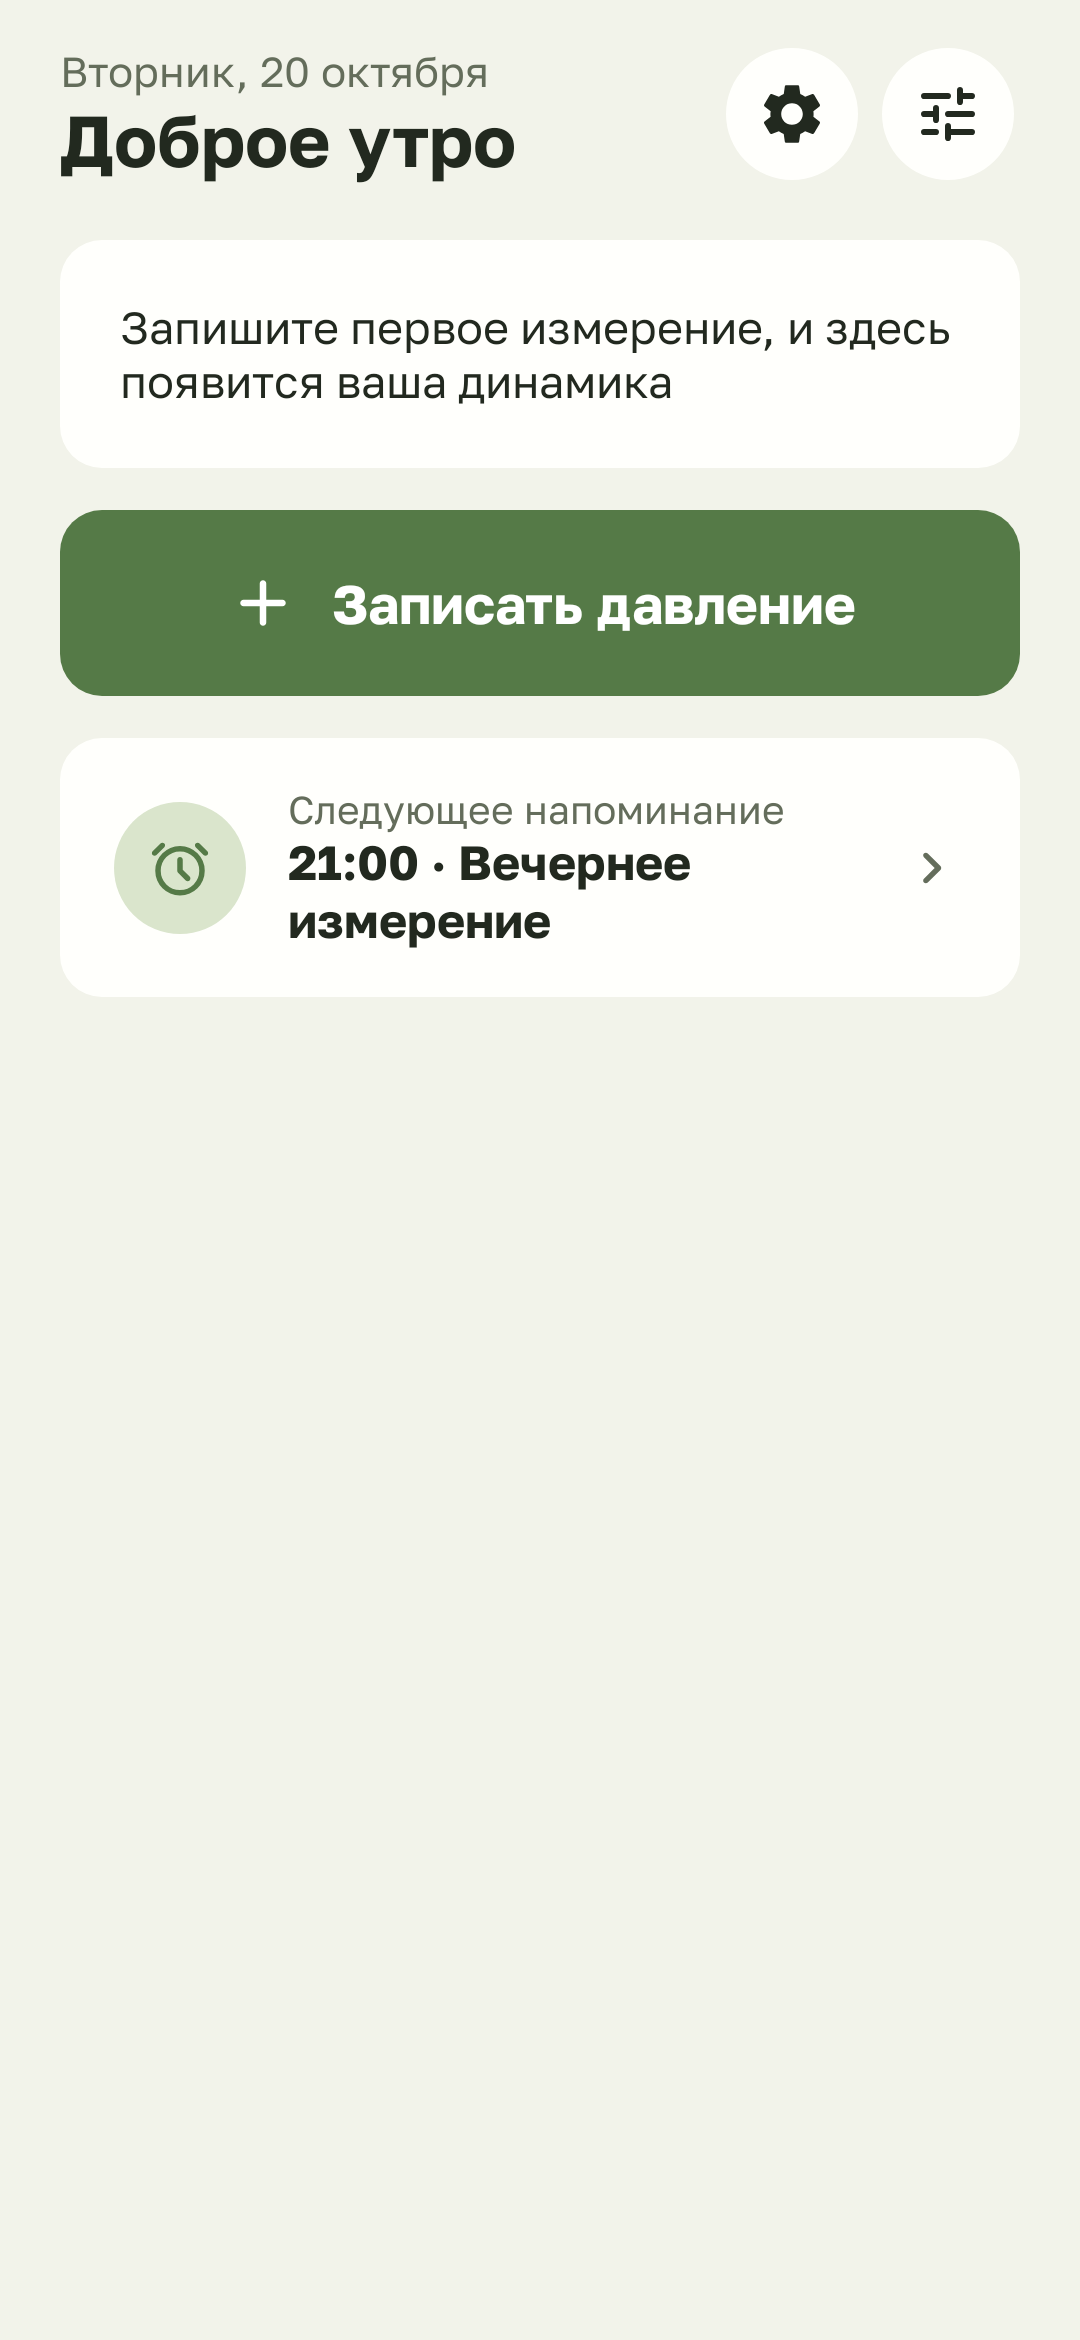 Вторник, 20 октября
Доброе утро
Запишите первое измерение, и здесь
появится ваша динамика
Записать давление
Следующее напоминание
21:00 · Вечернее
измерение